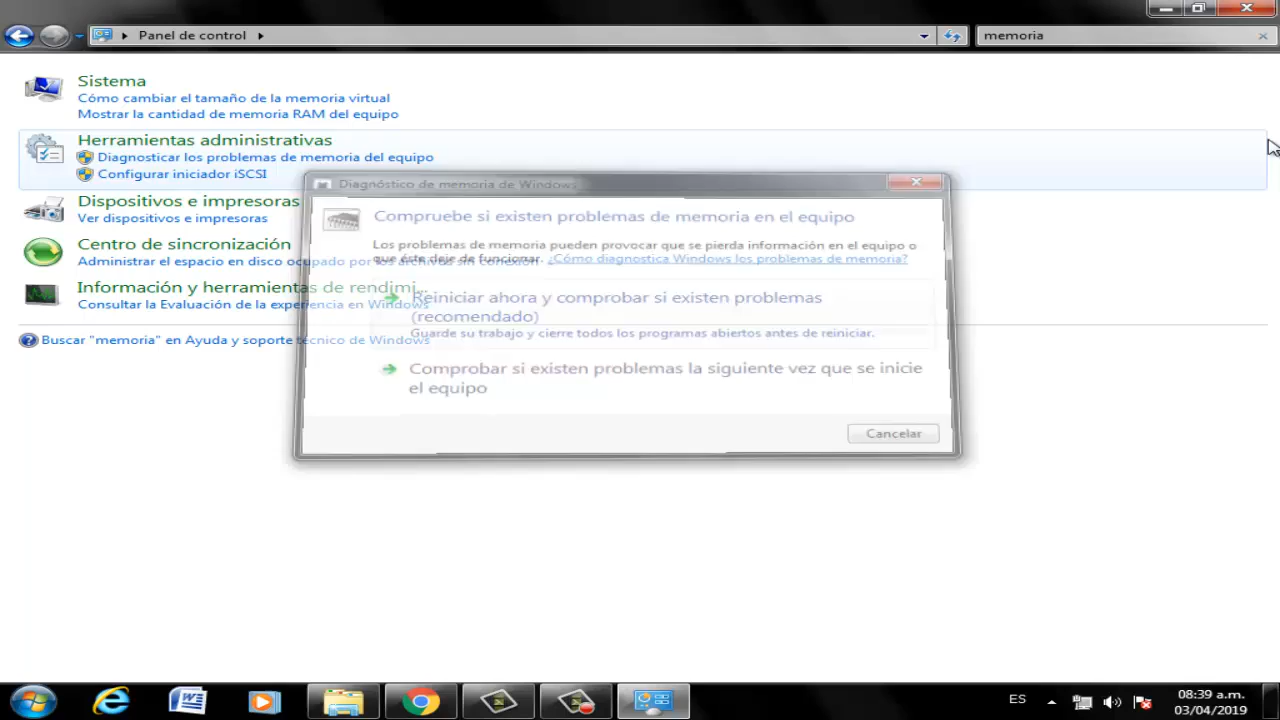 Panel de control
memoria
Sistema
Cómo cambiar el tamaño de la memoria virtual
Mostrar la cantidad de memoria RAM del equipo
Herramientas administrativas
Diagnosticar los problemas de memoria del equipo
Configurar iniciador iSCSI
Dispositivos e impresoras
Ver dispositivos e impresoras
Centro de sincronización
Administrar el espacio en disco ocupado por los archivos sin conexión
Información y herramientas de rendimi...
Consultar la Evaluación de la experiencia en Windows
Buscar "memoria" en Ayuda y soporte técnico de Windows
Diagnóstico de memoria de Windows
Compruebe si existen problemas de memoria en el equipo
Los problemas de memoria pueden provocar que se pierda información en el equipo o
que éste deje de funcionar. ¿Cómo diagnostica Windows los problemas de memoria?
Reiniciar ahora y comprobar si existen problemas
(recomendado)
Guarde su trabajo y cierre todos los programas abiertos antes de reiniciar.
Comprobar si existen problemas la siguiente vez que se inicie
el equipo
Cancelar
ES
08:39 a.m.
03/04/2019